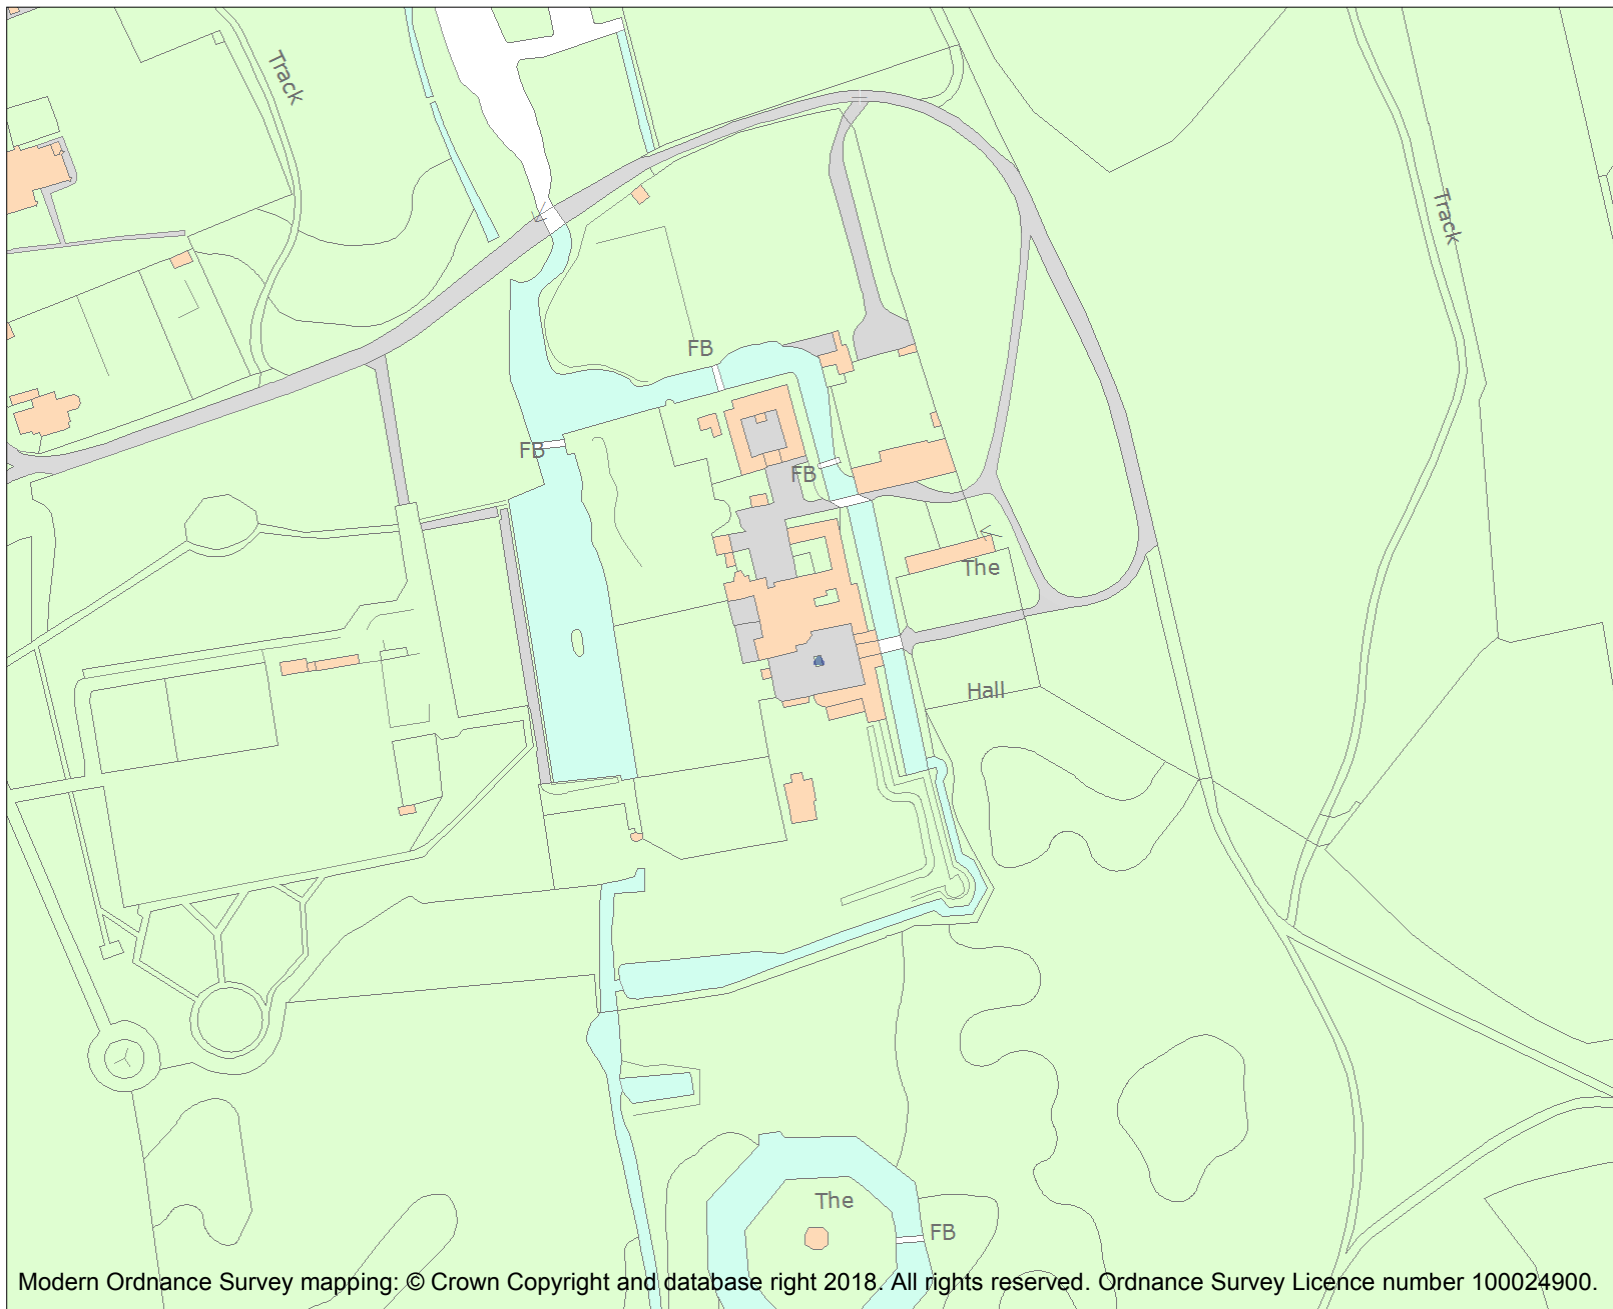 Track
Track
FB
FB
FB
The
Hall
The
FB
Modern Ordnance Survey mapping: © Crown Copyright and database right 2018. All rights reserved. Ordnance Survey Licence number 100024900.